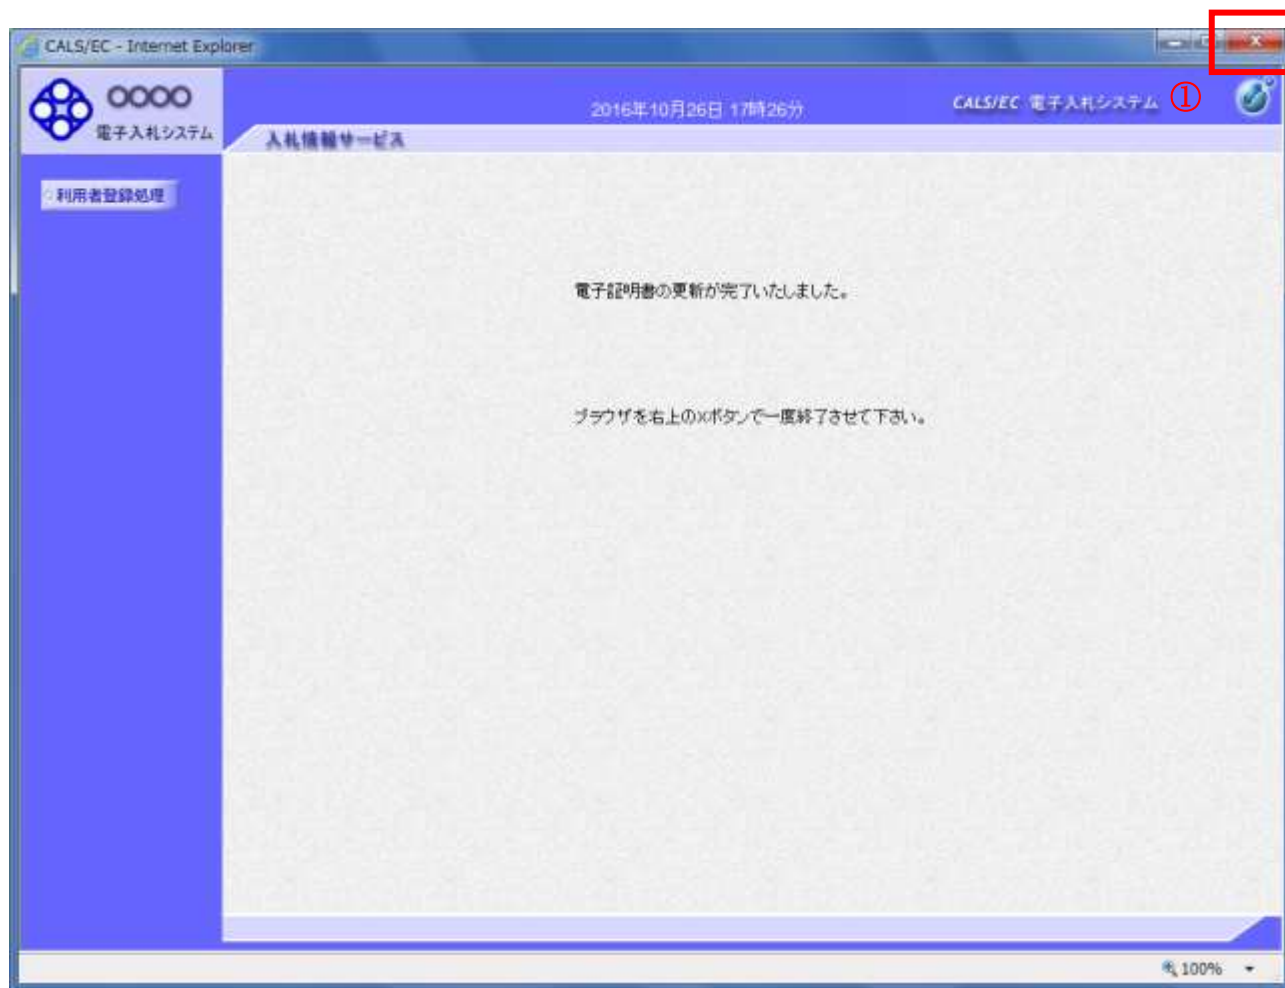 CALS/EC - Internet Explorer
○○○○
電子入札システム
2016年10月26日 17時26分
CALS/EC 電子入札システム
①
入札情報サービス
利用者登録処理
電子証明書の更新が完了いたしました。
ブラウザを右上の×ボタンで一度終了させて下さい。
100%